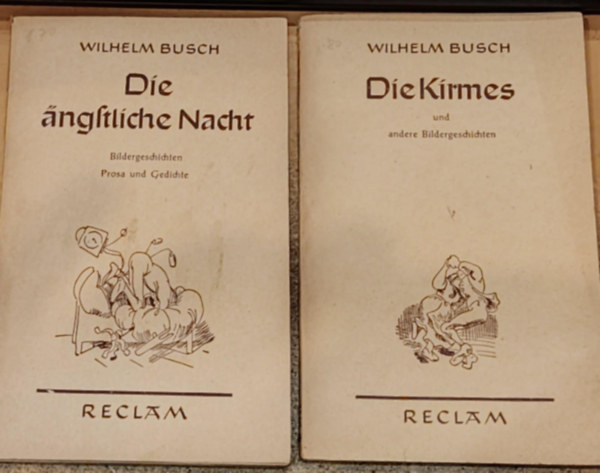 WILHELM BUSCH
Die
ängſtliche Nacht
Bildergeschichten
Prosa und Gedichte
RECLAM
WILHELM BUSCH
Die Kirmes
und
andere Bildergeschichten
RECLAM